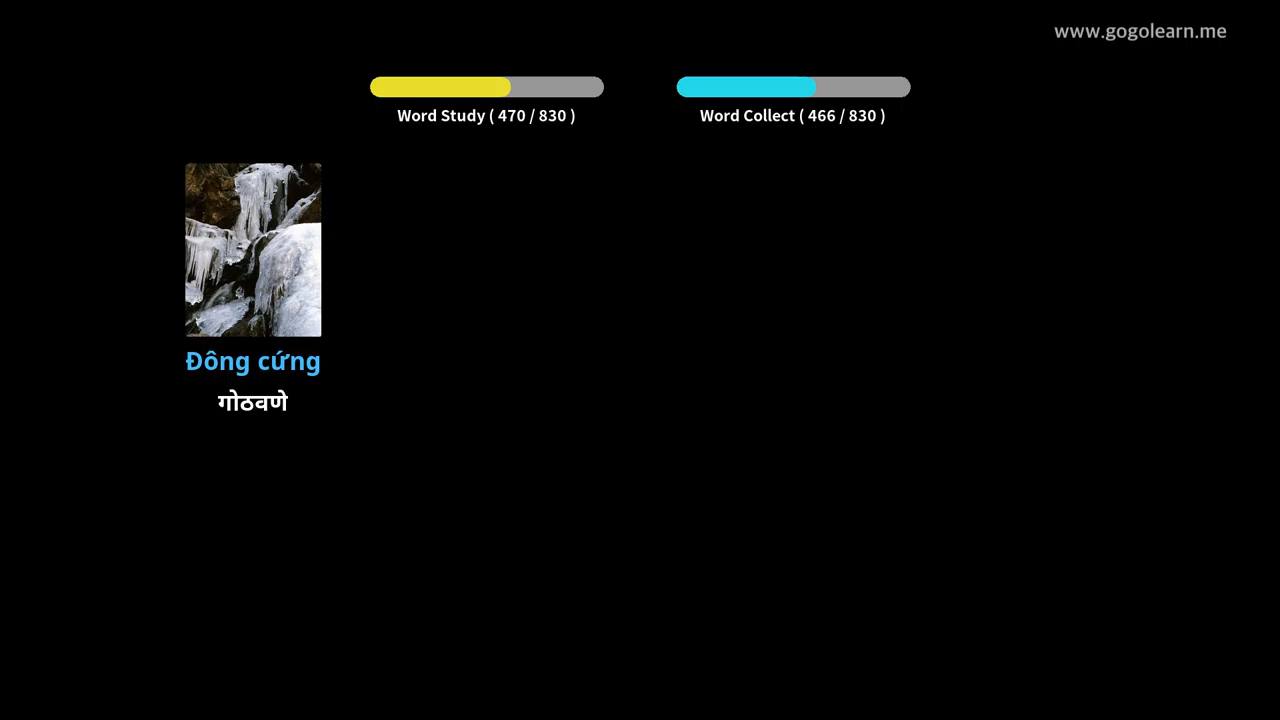 www.gogolearn.me
Word Study ( 470 / 830 )
Word Collect ( 466 / 830 )
Đông cứng
गोठवणे